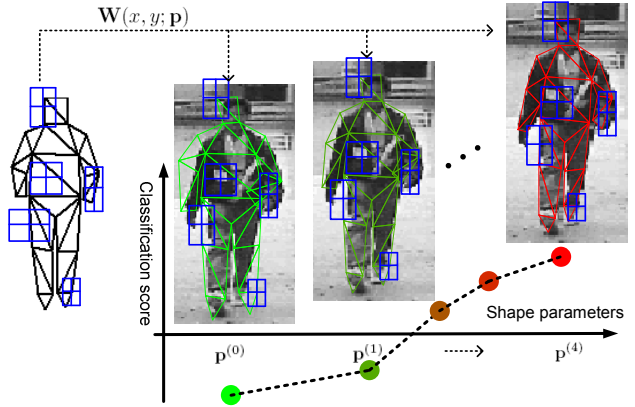 W(x, y; p)
Classification score
Shape parameters
p^(0) p^(1) p^(4)